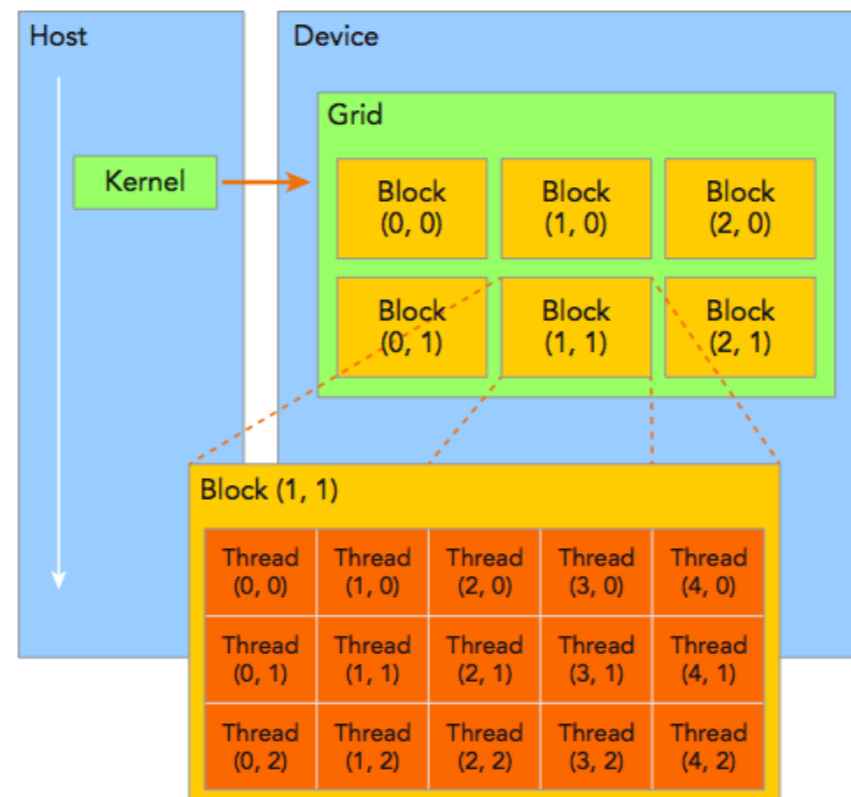 Host
Device
Grid
Kernel
Block
(0, 0)
Block
(1, 0)
Block
(2, 0)
Block
(0, 1)
Block
(1, 1)
Block
(2, 1)
Block (1, 1)
Thread
(0, 0)
Thread
(1, 0)
Thread
(2, 0)
Thread
(3, 0)
Thread
(4, 0)
Thread
(0, 1)
Thread
(1, 1)
Thread
(2, 1)
Thread
(3, 1)
Thread
(4, 1)
Thread
(0, 2)
Thread
(1, 2)
Thread
(2, 2)
Thread
(3, 2)
Thread
(4, 2)